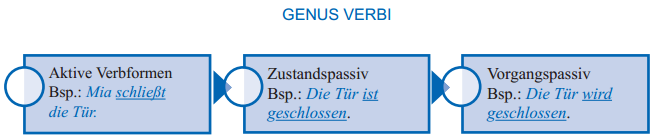 GENUS VERBI
Aktive Verbformen
Bsp.: Mia schließt
die Tür.
Zustandspassiv
Bsp.: Die Tür ist
geschlossen.
Vorgangspassiv
Bsp.: Die Tür wird
geschlossen.